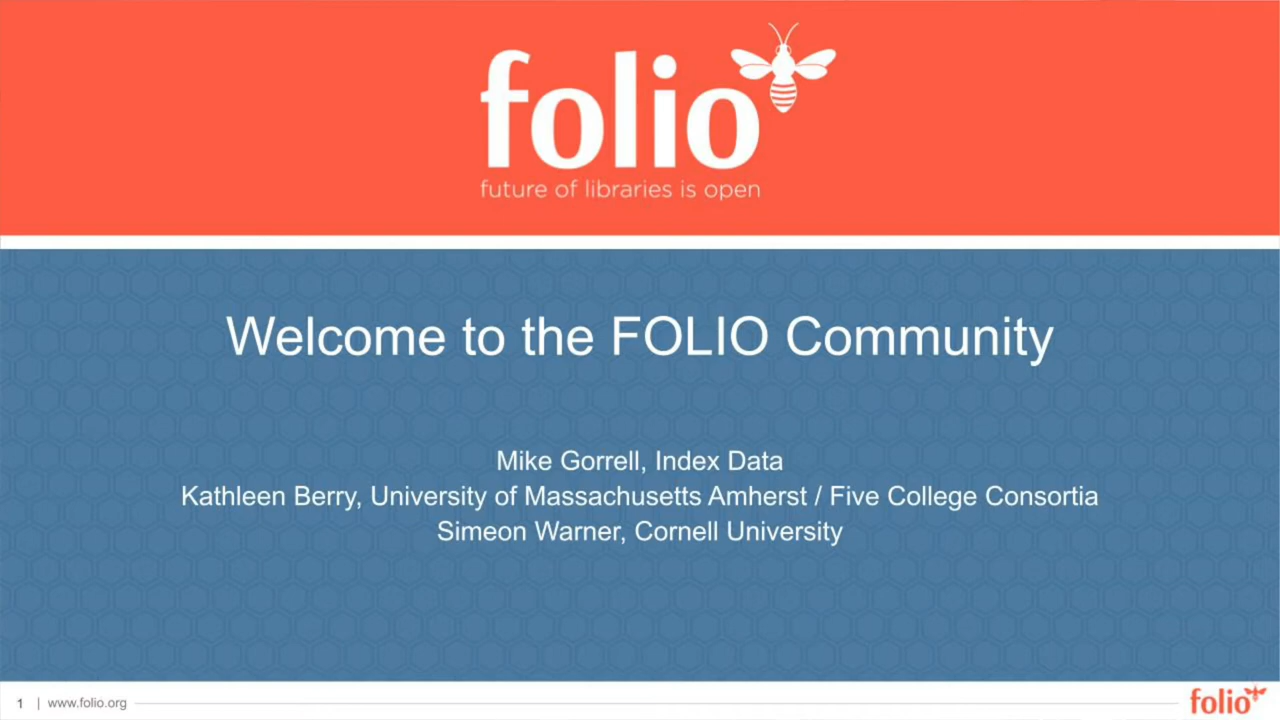 folio
future of libraries is open
Welcome to the FOLIO Community
Mike Gorrell, Index Data
Kathleen Berry, University of Massachusetts Amherst / Five College Consortia
Simeon Warner, Cornell University
1 | www.folio.org
folio